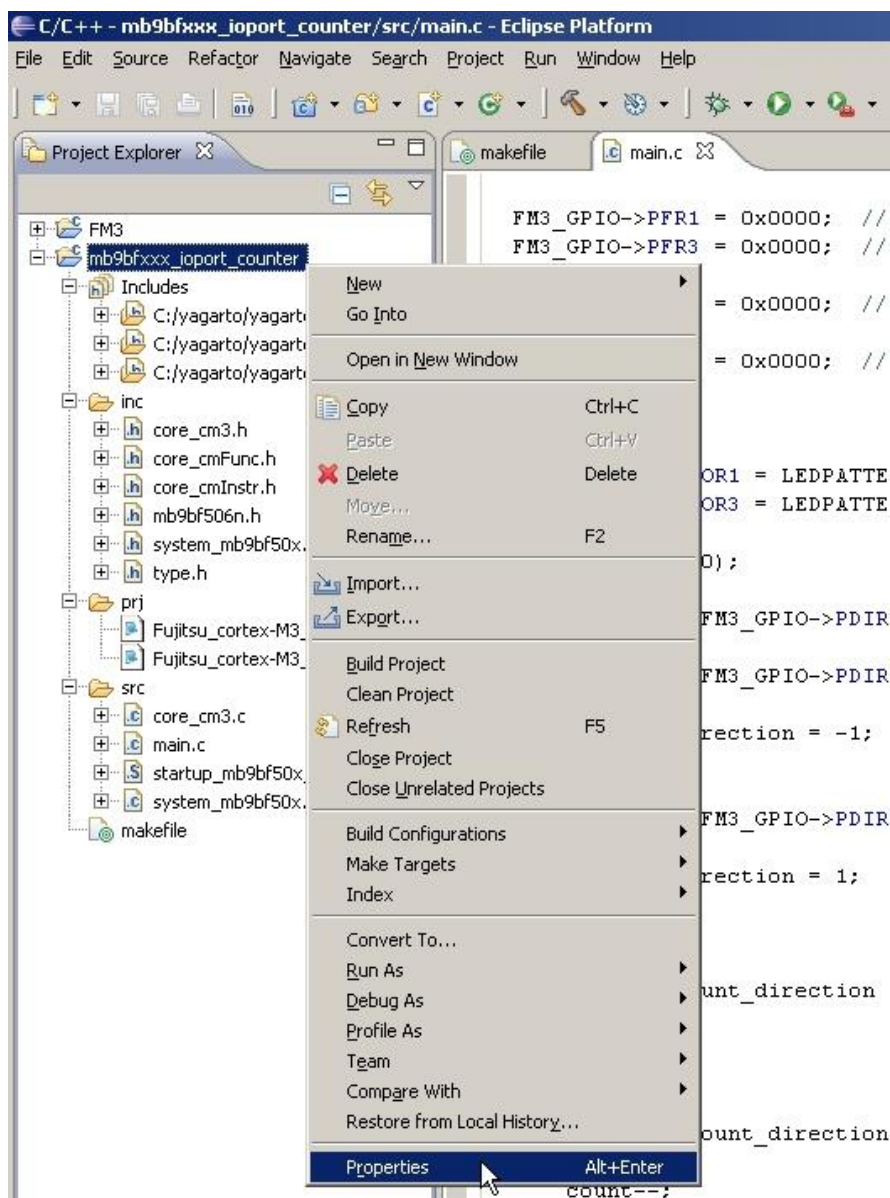 C/C++ - mb9bfxxx_ioport_counter/src/main.c - Eclipse Platform
File Edit Source Refactor Navigate Search Project Run Window Help
010
Project Explorer
makefile
main.c
FM3
mb9bfxxx_ioport_counter
Includes
C:/yagarto/yagart
C:/yagarto/yagart
C:/yagarto/yagart
inc
core_cm3.h
core_cmFunc.h
core_cmInstr.h
mb9bf506n.h
system_mb9bf50x.
type.h
prj
Fujitsu_cortex-M3_
Fujitsu_cortex-M3_
src
core_cm3.c
main.c
startup_mb9bf50x_
system_mb9bf50x.
makefile
New
Go Into
Open in New Window
Copy Ctrl+C
Paste Ctrl+V
Delete Delete
Move...
Rename... F2
Import...
Export...
Build Project
Clean Project
Refresh F5
Close Project
Close Unrelated Projects
Build Configurations
Make Targets
Index
Convert To...
Run As
Debug As
Profile As
Team
Compare With
Restore from Local History...
Properties Alt+Enter
FM3_GPIO->PFR1 = 0x0000; //
FM3_GPIO->PFR3 = 0x0000; //
= 0x0000; //
= 0x0000; //
OR1 = LEDPATTE
OR3 = LEDPATTE
0);
FM3_GPIO->PDIR
FM3_GPIO->PDIR
rection = -1;
FM3_GPIO->PDIR
rection = 1;
unt_direction
ount_direction
count--;